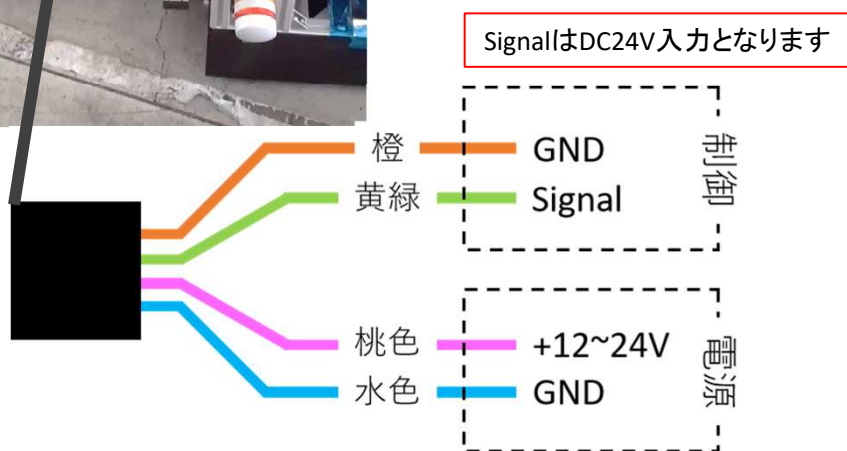 SignalはDC24V入力となります
橙 GND
黄緑 Signal
制御
桃色 +12~24V
水色 GND
電源